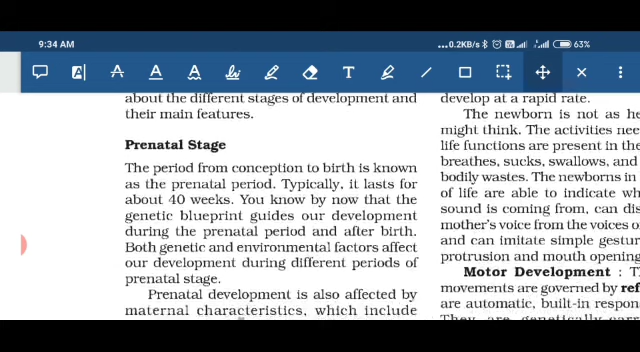 9:34 AM
...0.2KB/s
63%
about the different stages of development and
their main features.
Prenatal Stage
The period from conception to birth is known
as the prenatal period. Typically, it lasts for
about 40 weeks. You know by now that the
genetic blueprint guides our development
during the prenatal period and after birth.
Both genetic and environmental factors affect
our development during different periods of
prenatal stage.
Prenatal development is also affected by
maternal characteristics, which include
develop at a rapid rate.
The newborn is not as he
might think. The activities nee
life functions are present in the
breathes, sucks, swallows, and
bodily wastes. The newborns in
of life are able to indicate wh
sound is coming from, can dis
mother's voice from the voices o
and can imitate simple gestur
protrusion and mouth opening
Motor Development : T
movements are governed by ref
are automatic, built-in respon
They are genetically carr